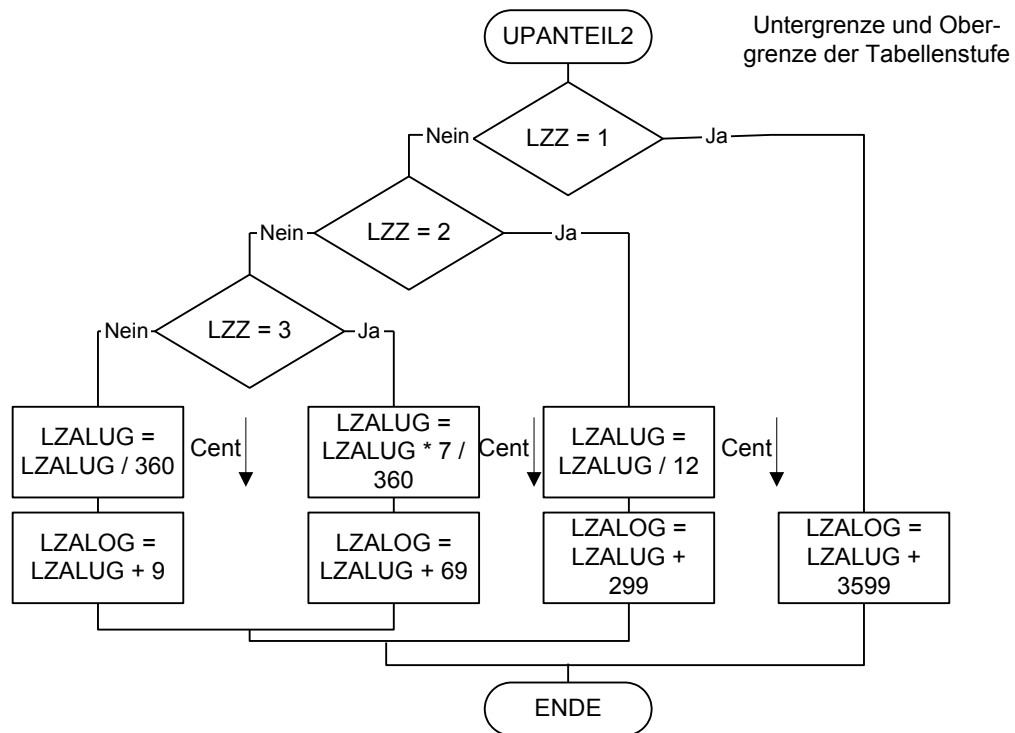 UPANTEIL2
Untergrenze und Ober-
grenze der Tabellenstufe
Nein
LZZ = 1
Ja
Nein
LZZ = 2
Ja
Nein
LZZ = 3
Ja
LZALUG =
LZALUG / 360
Cent
LZALUG =
LZALUG * 7 /
360
Cent
LZALUG =
LZALUG / 12
Cent
LZALOG =
LZALUG + 9
LZALOG =
LZALUG + 69
LZALOG =
LZALUG +
299
LZALOG =
LZALUG +
3599
ENDE